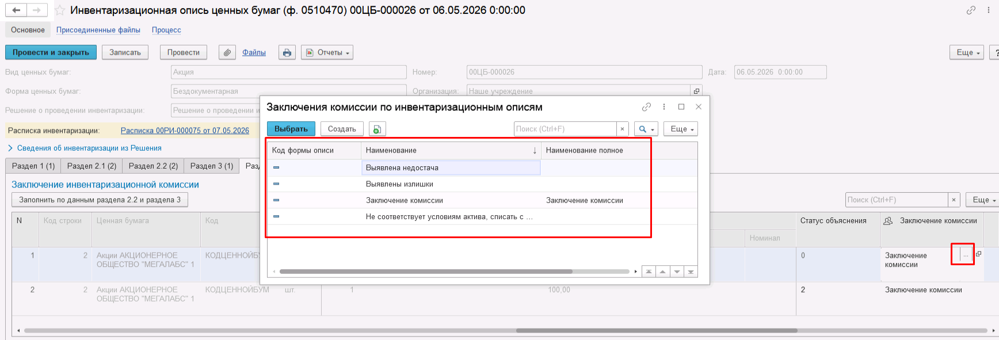 Инвентаризационная опись ценных бумаг (ф. 0510470) 00ЦБ-000026 от 06.05.2026 0:00:00
Основное Присоединенные файлы Процесс
Провести и закрыть Записать Провести Файлы Отчеты Еще ?
Вид ценных бумаг: Акция Номер: 00ЦБ-000026 Дата: 06.05.2026 0:00:00
Форма ценных бумаг: Бездокументарная Организация: Наше учреждение
Решение о проведении инвентаризации: Решение о проведении
Расписка инвентаризации: Расписка 00РИ-000075 от 07.05.2026
Сведения об инвентаризации из Решения
Раздел 1 (1) Раздел 2.1 (2) Раздел 2.2 (2) Раздел 3 (1)
Заключение инвентаризационной комиссии
Заполнить по данным раздела 2.2 и раздела 3 Поиск (Ctrl+F) × Еще
N Код строки Ценная бумага Код Номинал Статус объяснения Заключение комиссии
1 2 Акции АКЦИОНЕРНОЕ КОДЦЕННОЙБУ 0 Заключение ...
ОБЩЕСТВО "МЕГАЛАБС" 1 комиссии
2 2 Акции АКЦИОНЕРНОЕ КОДЦЕННОЙБУМ шт. 1 100,00 2 Заключение комиссии
ОБЩЕСТВО "МЕГАЛАБС" 1
Заключения комиссии по инвентаризационным описям
Выбрать Создать Поиск (Ctrl+F) × Еще
Код формы описи Наименование ↓ Наименование полное
Выявлена недостача
Выявлены излишки
Заключение комиссии Заключение комиссии
Не соответствует условиям актива, списать с ...